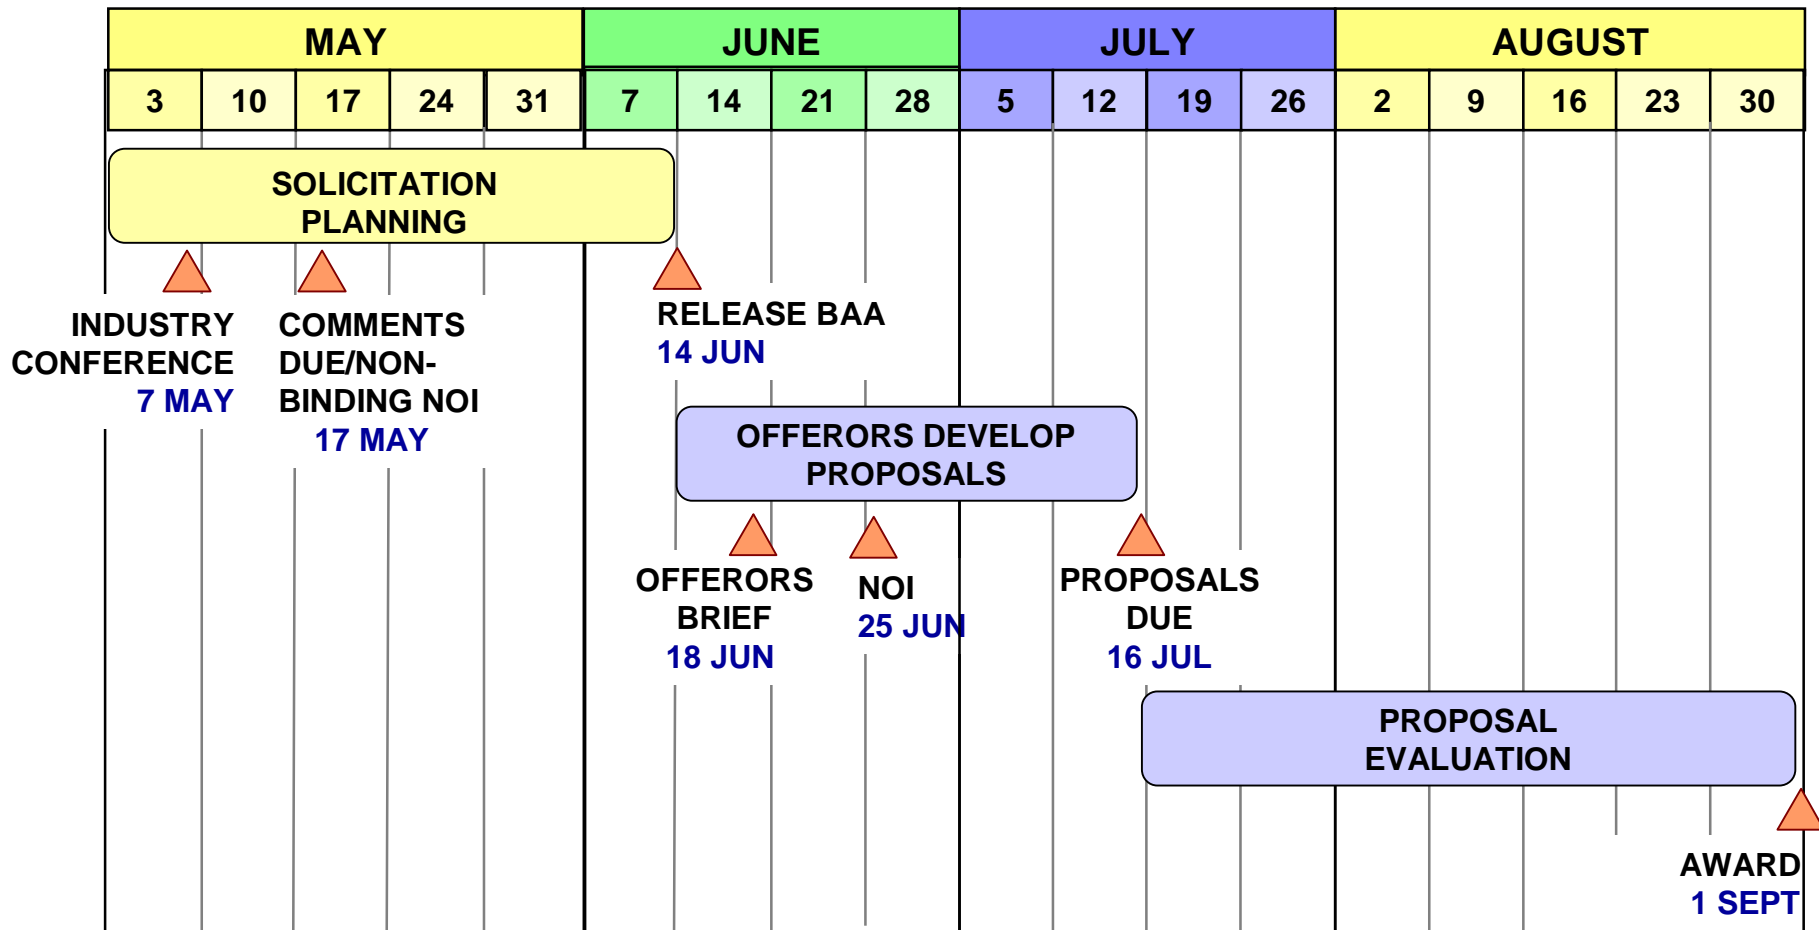 MAY JUNE JULY AUGUST
3 10 17 24 31 7 14 21 28 5 12 19 26 2 9 16 23 30
SOLICITATION
PLANNING
INDUSTRY
CONFERENCE
7 MAY
COMMENTS
DUE/NON-
BINDING NOI
17 MAY
RELEASE BAA
14 JUN
OFFERORS DEVELOP
PROPOSALS
OFFERORS
BRIEF
18 JUN
NOI
25 JUN
PROPOSALS
DUE
16 JUL
PROPOSAL
EVALUATION
AWARD
1 SEPT